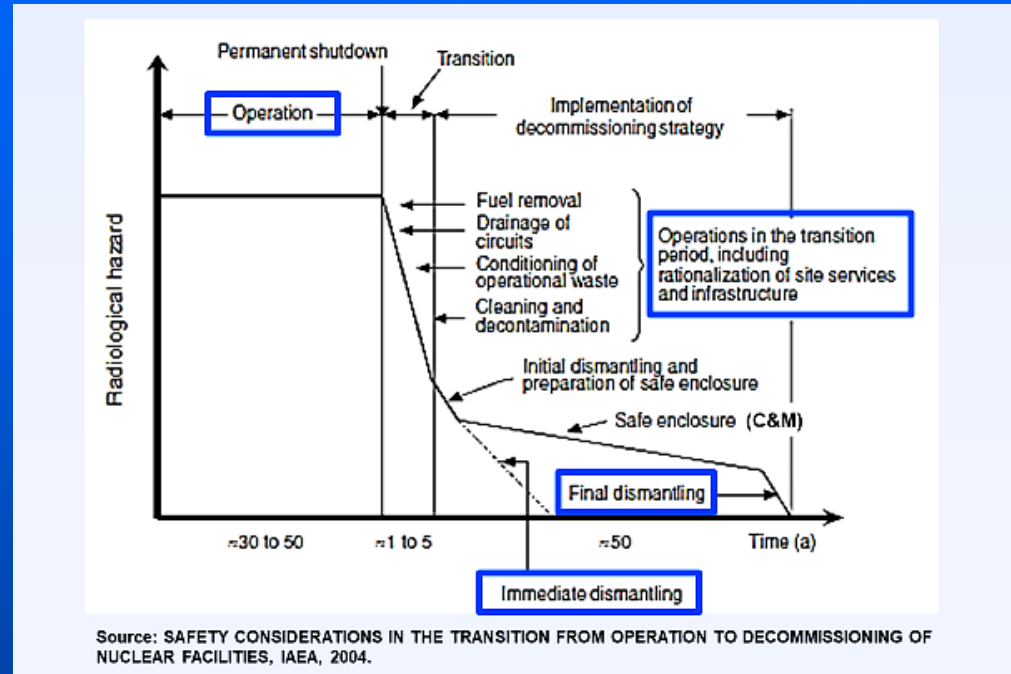 Permanent shutdown
Transition
Operation
Implementation of
decommissioning strategy
Radiological hazard
Fuel removal
Drainage of
circuits
Conditioning of
operational waste
Cleaning and
decontamination
Operations in the transition
period, including
rationalization of site services
and infrastructure
Initial dismantling and
preparation of safe enclosure
Safe enclosure (C&M)
Final dismantling
≈30 to 50
≈1 to 5
≈50
Time (a)
Immediate dismantling
Source: SAFETY CONSIDERATIONS IN THE TRANSITION FROM OPERATION TO DECOMMISSIONING OF
NUCLEAR FACILITIES, IAEA, 2004.